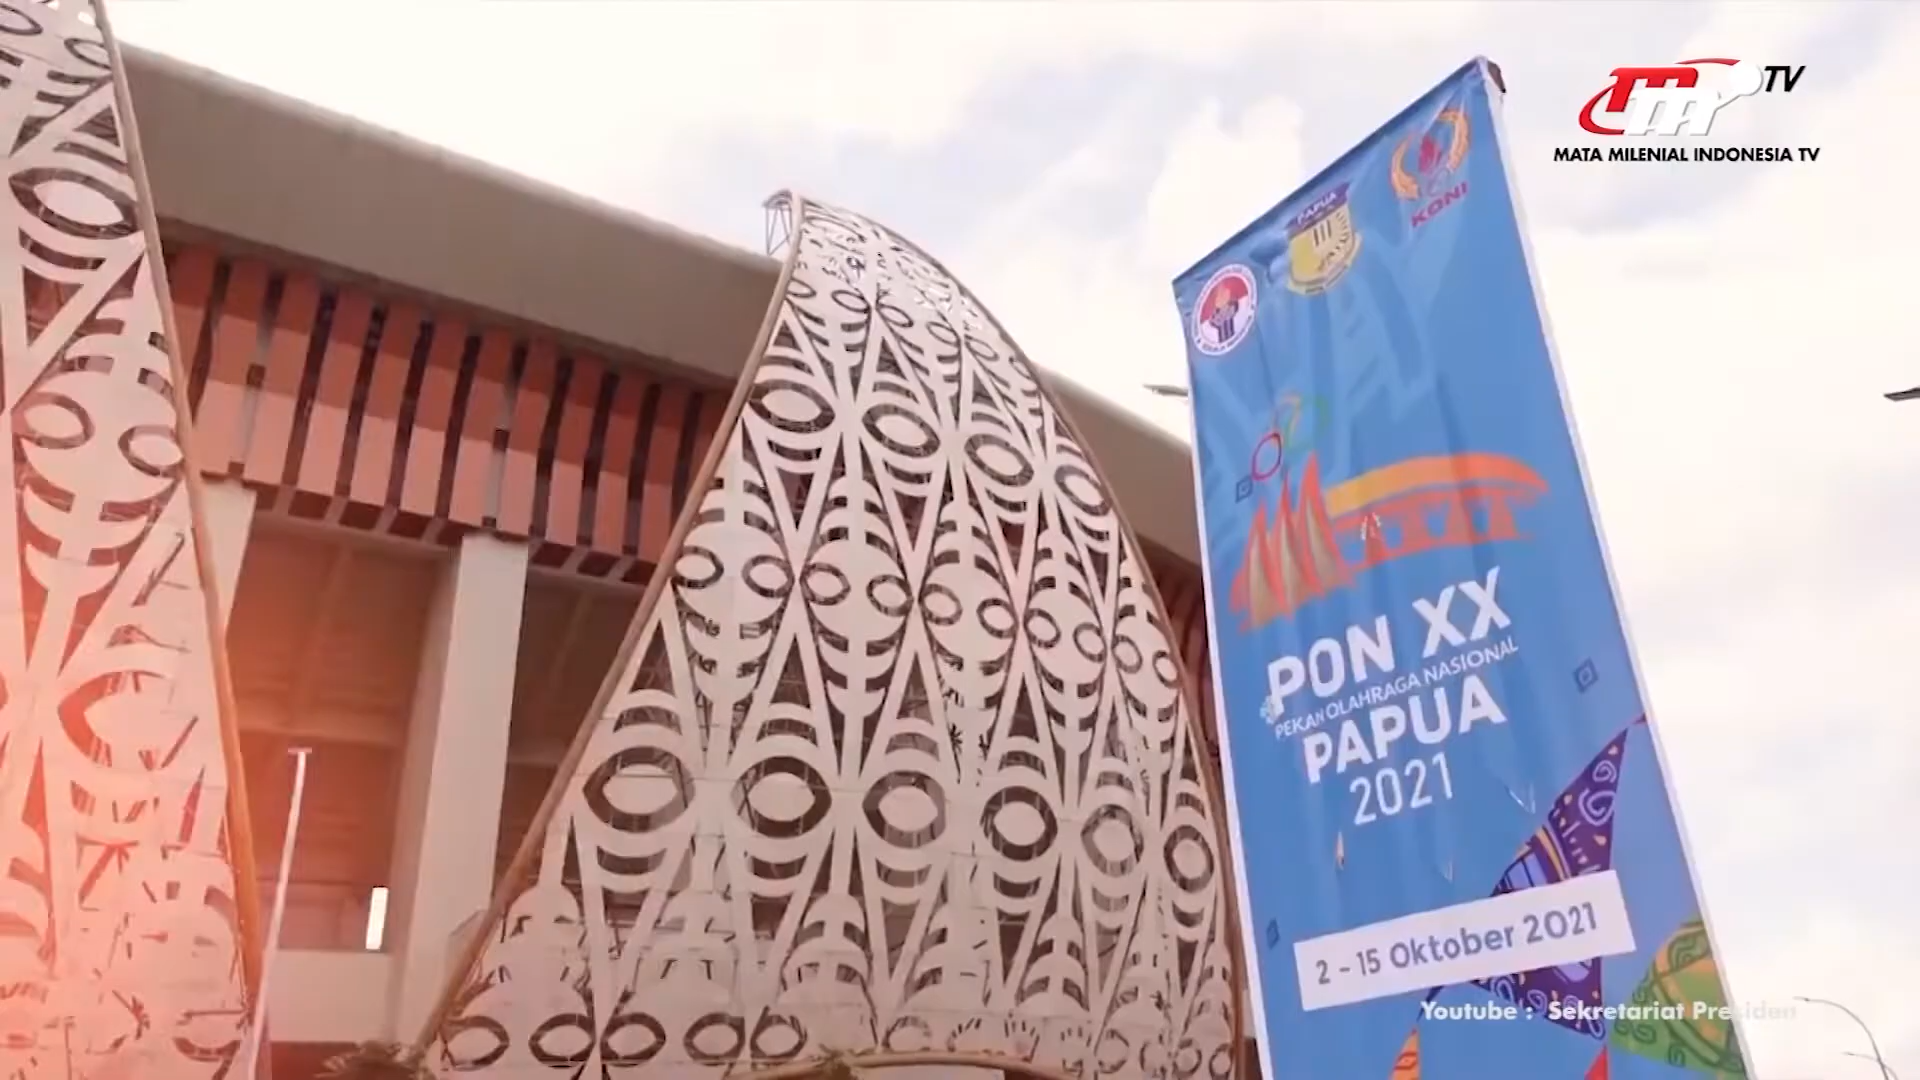 TV
MATA MILENIAL INDONESIA TV
KONI
PAPUA
PON XX
PEKAN OLAHRAGA NASIONAL
PAPUA
2021
2 - 15 Oktober 2021
Youtube : Sekretariat Presiden